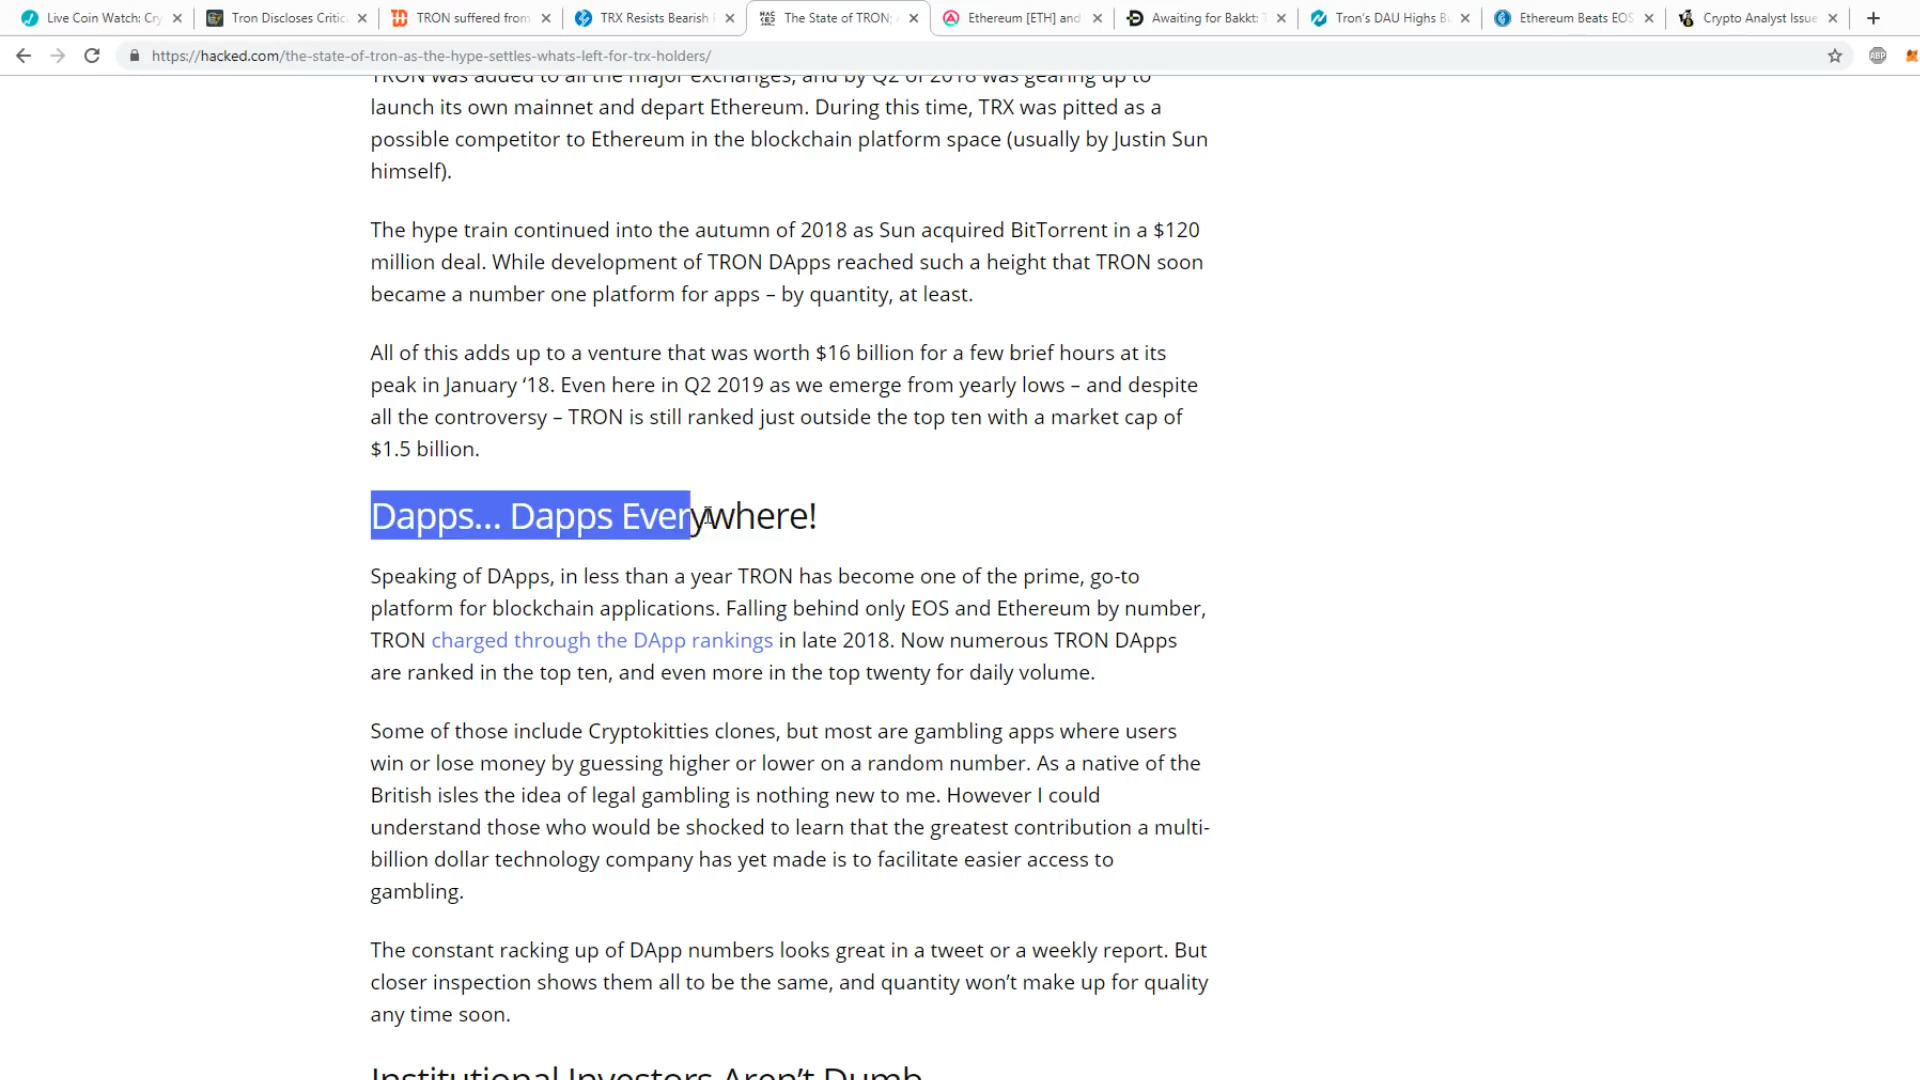 Live Coin Watch: Cry
Tron Discloses Critic
TRON suffered from
TRX Resists Bearish
The State of TRON;
Ethereum [ETH] and
Awaiting for Bakkt:
Tron's DAU Highs Bu
Ethereum Beats EOS
Crypto Analyst Issue
https://hacked.com/the-state-of-tron-as-the-hype-settles-whats-left-for-trx-holders/
ABP
TRON was added to all the major exchanges, and by Q2 of 2018 was gearing up to
launch its own mainnet and depart Ethereum. During this time, TRX was pitted as a
possible competitor to Ethereum in the blockchain platform space (usually by Justin Sun
himself).
The hype train continued into the autumn of 2018 as Sun acquired BitTorrent in a $120
million deal. While development of TRON DApps reached such a height that TRON soon
became a number one platform for apps – by quantity, at least.
All of this adds up to a venture that was worth $16 billion for a few brief hours at its
peak in January ‘18. Even here in Q2 2019 as we emerge from yearly lows – and despite
all the controversy – TRON is still ranked just outside the top ten with a market cap of
$1.5 billion.
Dapps… Dapps Everywhere!
Speaking of DApps, in less than a year TRON has become one of the prime, go-to
platform for blockchain applications. Falling behind only EOS and Ethereum by number,
TRON charged through the DApp rankings in late 2018. Now numerous TRON DApps
are ranked in the top ten, and even more in the top twenty for daily volume.
Some of those include Cryptokitties clones, but most are gambling apps where users
win or lose money by guessing higher or lower on a random number. As a native of the
British isles the idea of legal gambling is nothing new to me. However I could
understand those who would be shocked to learn that the greatest contribution a multi-
billion dollar technology company has yet made is to facilitate easier access to
gambling.
The constant racking up of DApp numbers looks great in a tweet or a weekly report. But
closer inspection shows them all to be the same, and quantity won’t make up for quality
any time soon.
Institutional Investors Aren’t Dumb